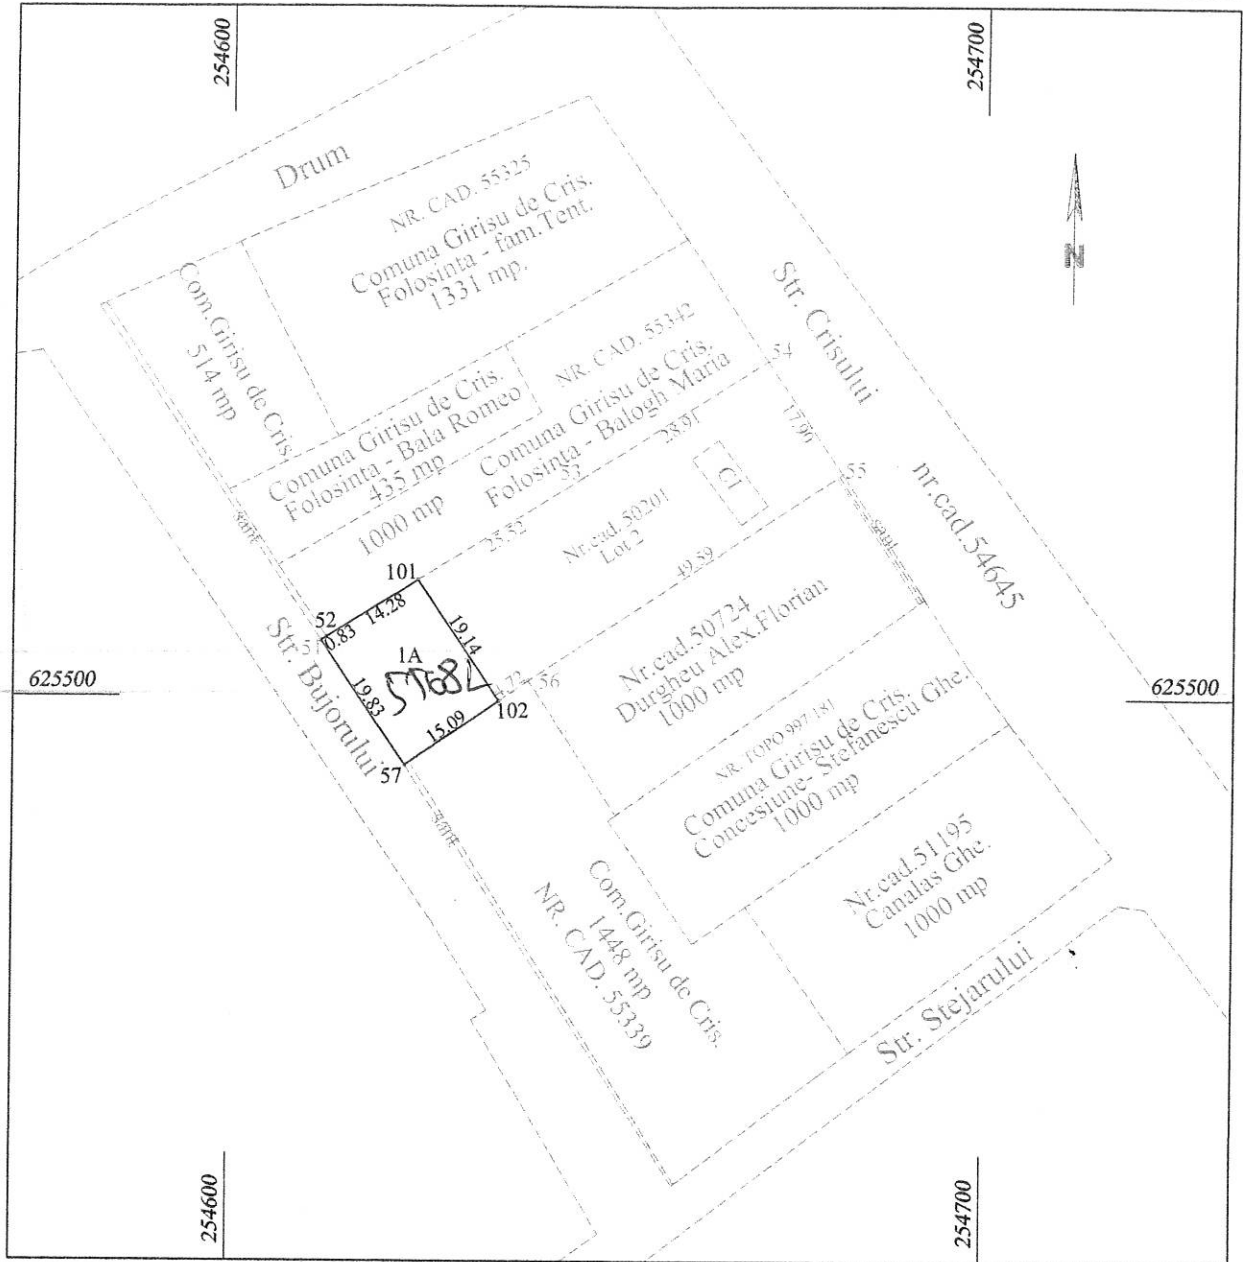 254600
254700
Drum
NR. CAD. 55325
Comuna Girisu de Cris.
Folosinta - fam.Tent.
1331 mp.
N
Com.Girisu de Cris.
514 mp
Str. Crisului
nr.cad.54645
NR. CAD. 55342
Comuna Girisu de Cris.
Folosinta - Balogh Maria
1000 mp
Comuna Girisu de Cris.
Folosinta - Bala Romeo
435 mp
54
28.91
17.90
53
55
C1
sant
25.52
Nr.cad.50201
Lot 2
49.59
sant
101
52
14.28
0.83
51
19.14
1A
19.83
15.09
57
102
56
Str. Bujorului
625500
625500
Nr.cad.50724
Durgheu Alex.Florian
1000 mp
NR. TOPO 997/181
Comuna Girisu de Cris.
Concesiune- Stefanescu Ghe.
1000 mp
sant
Nr.cad.51195
Canalas Ghe.
1000 mp
Com.Girisu de Cris.
1448 mp
NR. CAD. 55339
Str. Stejarului
254600
254700